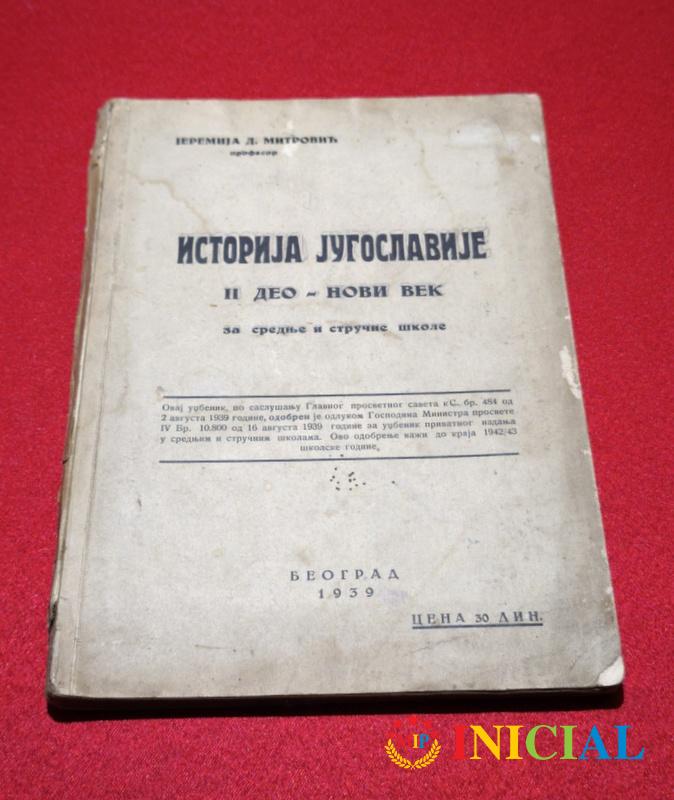 ЈЕРЕМИЈА Д. МИТРОВИЋ
професор
ИСТОРИЈА ЈУГОСЛАВИЈЕ
II ДЕО ~ НОВИ ВЕК
за средње и стручне школе
Овај уџбеник, по саслушању Главног просветног савета кС. бр. 484 од
2 августа 1939 године, одобрен је одлуком Господина Министра просвете
IV Бр. 10.800 од 16 августа 1939 године за уџбеник приватног издања
у средњим и стручним школама. Ово одобрење важи до краја 1942/43
школске године.
БЕОГРАД
1939
ЦЕНА 30 ДИН.
IP INICIAL